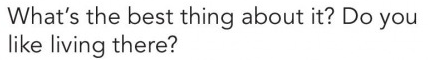 What’s the best thing about it? Do you
like living there?